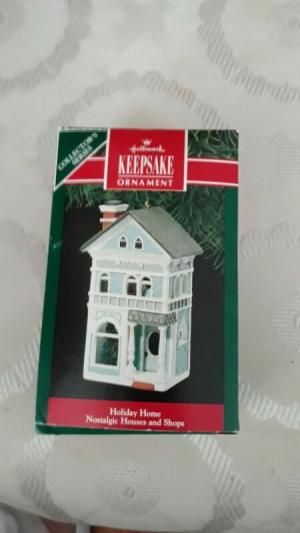 COLLECTOR'S
SERIES
Hallmark
KEEPSAKE
ORNAMENT
Holiday Home
Nostalgic Houses and Shops